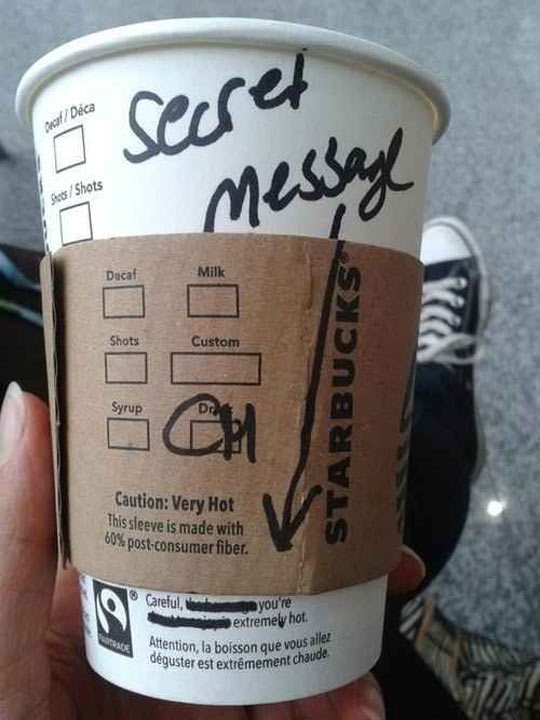 secret
Message
Decaf / Déca
Shots / Shots
Decaf Milk
Shots Custom
Syrup
CH
STARBUCKS®
Caution: Very Hot
This sleeve is made with
60% post-consumer fiber.
FAIRTRADE ®
Careful, you're
extremely hot.
Attention, la boisson que vous allez
déguster est extrêmement chaude.